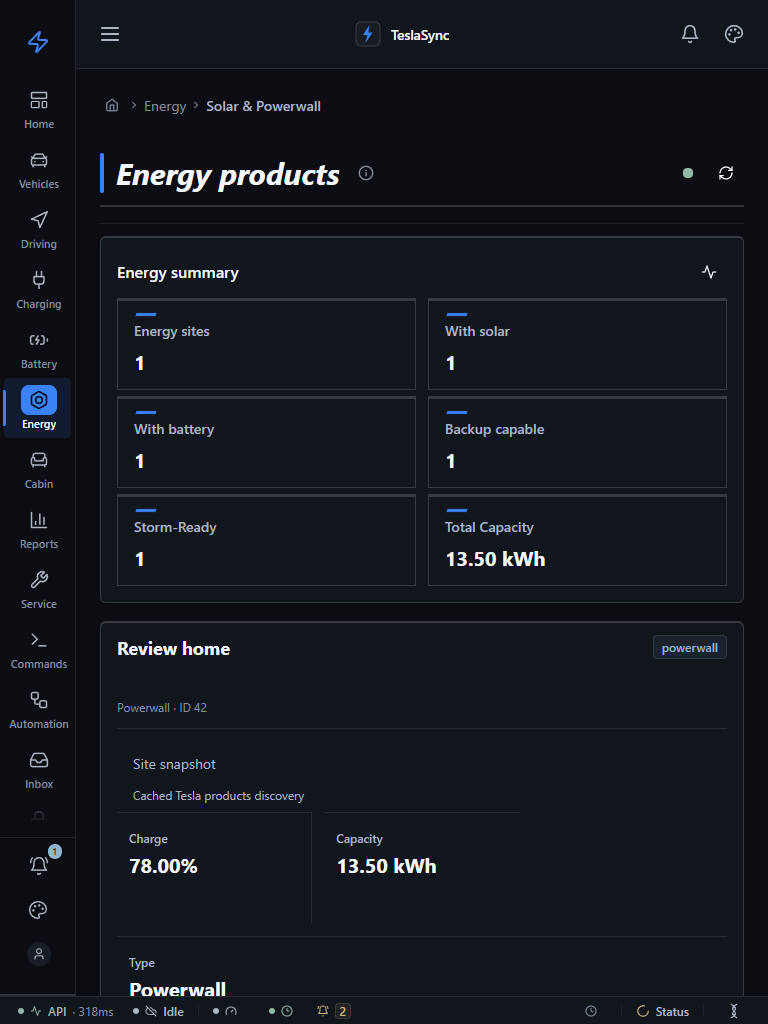 TeslaSync
Home
Vehicles
Driving
Charging
Battery
Energy
Cabin
Reports
Service
Commands
Automation
Inbox
1
Energy
Solar & Powerwall
Energy products
Energy summary
Energy sites
1
With solar
1
With battery
1
Backup capable
1
Storm-Ready
1
Total Capacity
13.50 kWh
Review home
powerwall
Powerwall · ID 42
Site snapshot
Cached Tesla products discovery
Charge
78.00%
Capacity
13.50 kWh
Type
Powerwall
API · 318ms
Idle
2
Status